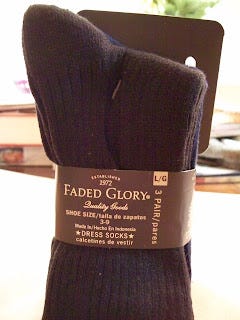 ESTABLISHED
1972
FADED GLORY®
Quality Goods
SHOE SIZE/talla de zapatos
3-9
Made In/Hecho En Indonesia
★DRESS SOCKS★
calcetines de vestir
L/G
3 PAIR/pares